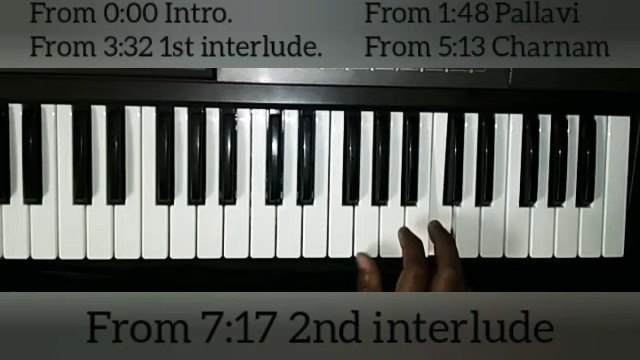 From 0:00 Intro.
From 1:48 Pallavi
From 3:32 1st interlude.
From 5:13 Charnam
From 7:17 2nd interlude